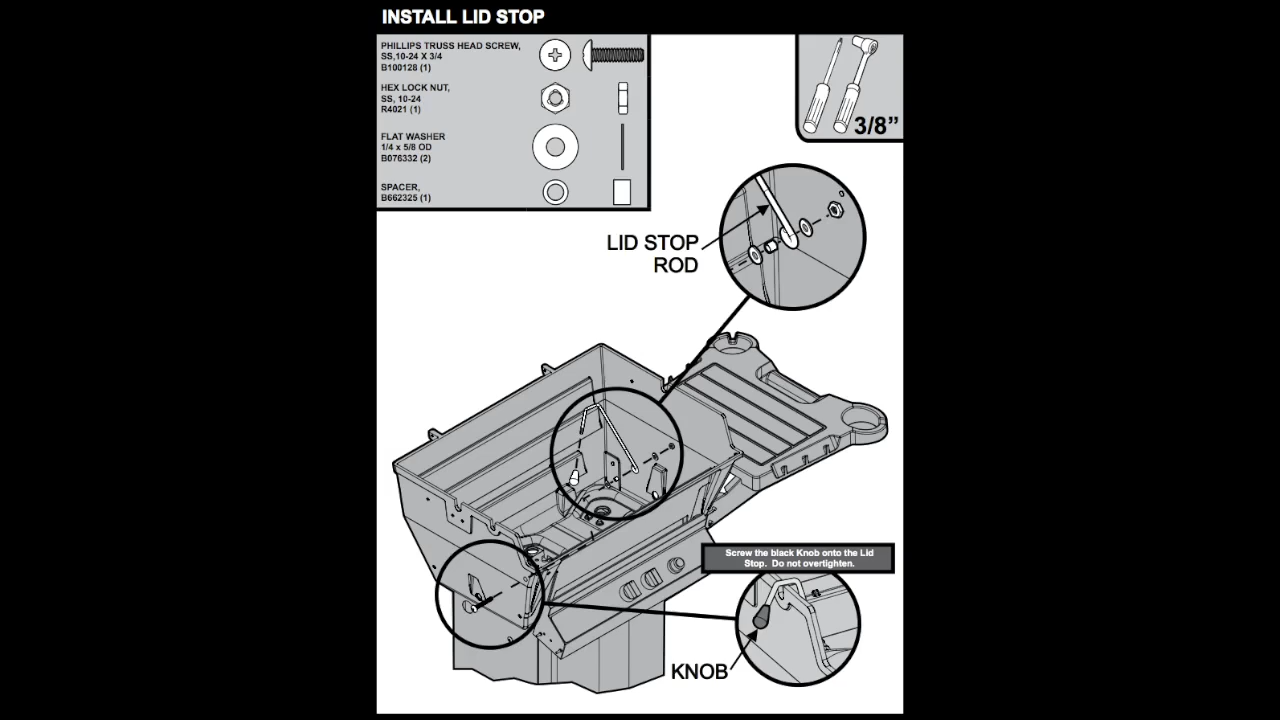 INSTALL LID STOP
PHILLIPS TRUSS HEAD SCREW,
SS,10-24 X 3/4
B100128 (1)
HEX LOCK NUT,
SS, 10-24
R4021 (1)
FLAT WASHER
1/4 x 5/8 OD
B076332 (2)
SPACER,
B662325 (1)
3/8”
LID STOP
ROD
Screw the black Knob onto the Lid
Stop. Do not overtighten.
KNOB